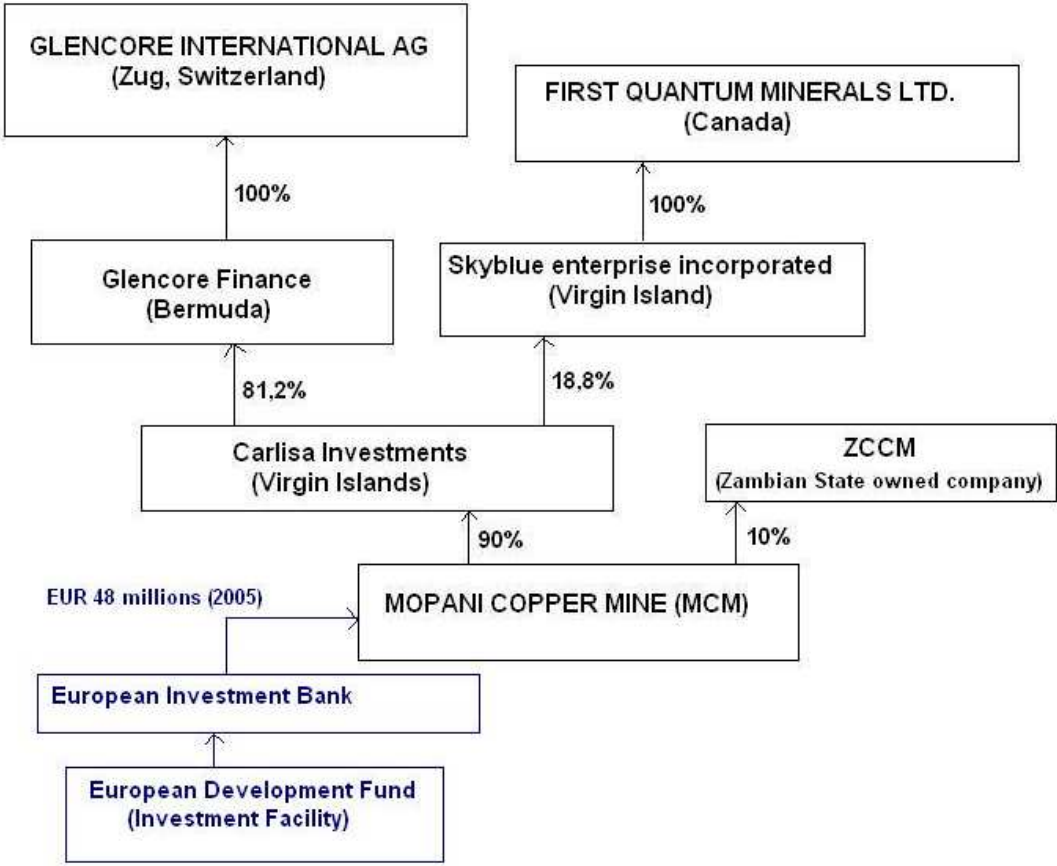 GLENCORE INTERNATIONAL AG
(Zug, Switzerland)
FIRST QUANTUM MINERALS LTD.
(Canada)
100%
100%
Glencore Finance
(Bermuda)
Skyblue enterprise incorporated
(Virgin Island)
81,2%
18,8%
Carlisa Investments
(Virgin Islands)
ZCCM
(Zambian State owned company)
90%
10%
EUR 48 millions (2005)
MOPANI COPPER MINE (MCM)
European Investment Bank
European Development Fund
(Investment Facility)